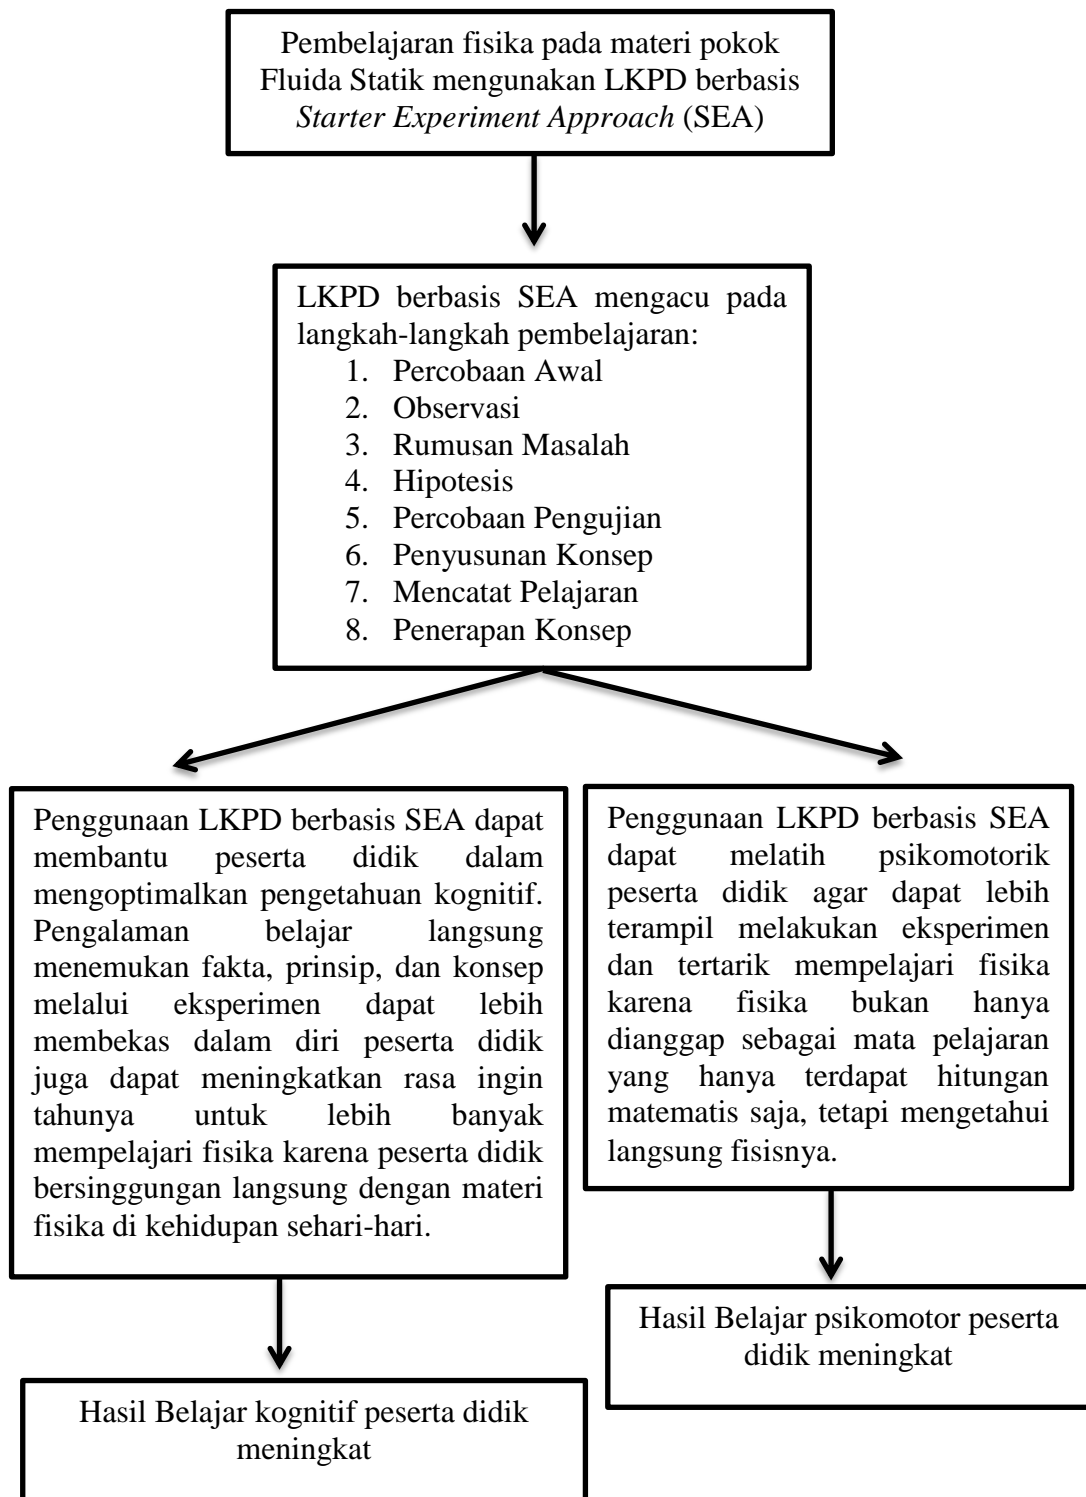 Pembelajaran fisika pada materi pokok
Fluida Statik mengunakan LKPD berbasis
Starter Experiment Approach (SEA)
LKPD berbasis SEA mengacu pada
langkah-langkah pembelajaran:
1. Percobaan Awal
2. Observasi
3. Rumusan Masalah
4. Hipotesis
5. Percobaan Pengujian
6. Penyusunan Konsep
7. Mencatat Pelajaran
8. Penerapan Konsep
Penggunaan LKPD berbasis SEA dapat
membantu peserta didik dalam
mengoptimalkan pengetahuan kognitif.
Pengalaman belajar langsung
menemukan fakta, prinsip, dan konsep
melalui eksperimen dapat lebih
membekas dalam diri peserta didik
juga dapat meningkatkan rasa ingin
tahunya untuk lebih banyak
mempelajari fisika karena peserta didik
bersinggungan langsung dengan materi
fisika di kehidupan sehari-hari.
Penggunaan LKPD berbasis SEA
dapat melatih psikomotorik
peserta didik agar dapat lebih
terampil melakukan eksperimen
dan tertarik mempelajari fisika
karena fisika bukan hanya
dianggap sebagai mata pelajaran
yang hanya terdapat hitungan
matematis saja, tetapi mengetahui
langsung fisisnya.
Hasil Belajar psikomotor peserta
didik meningkat
Hasil Belajar kognitif peserta didik
meningkat